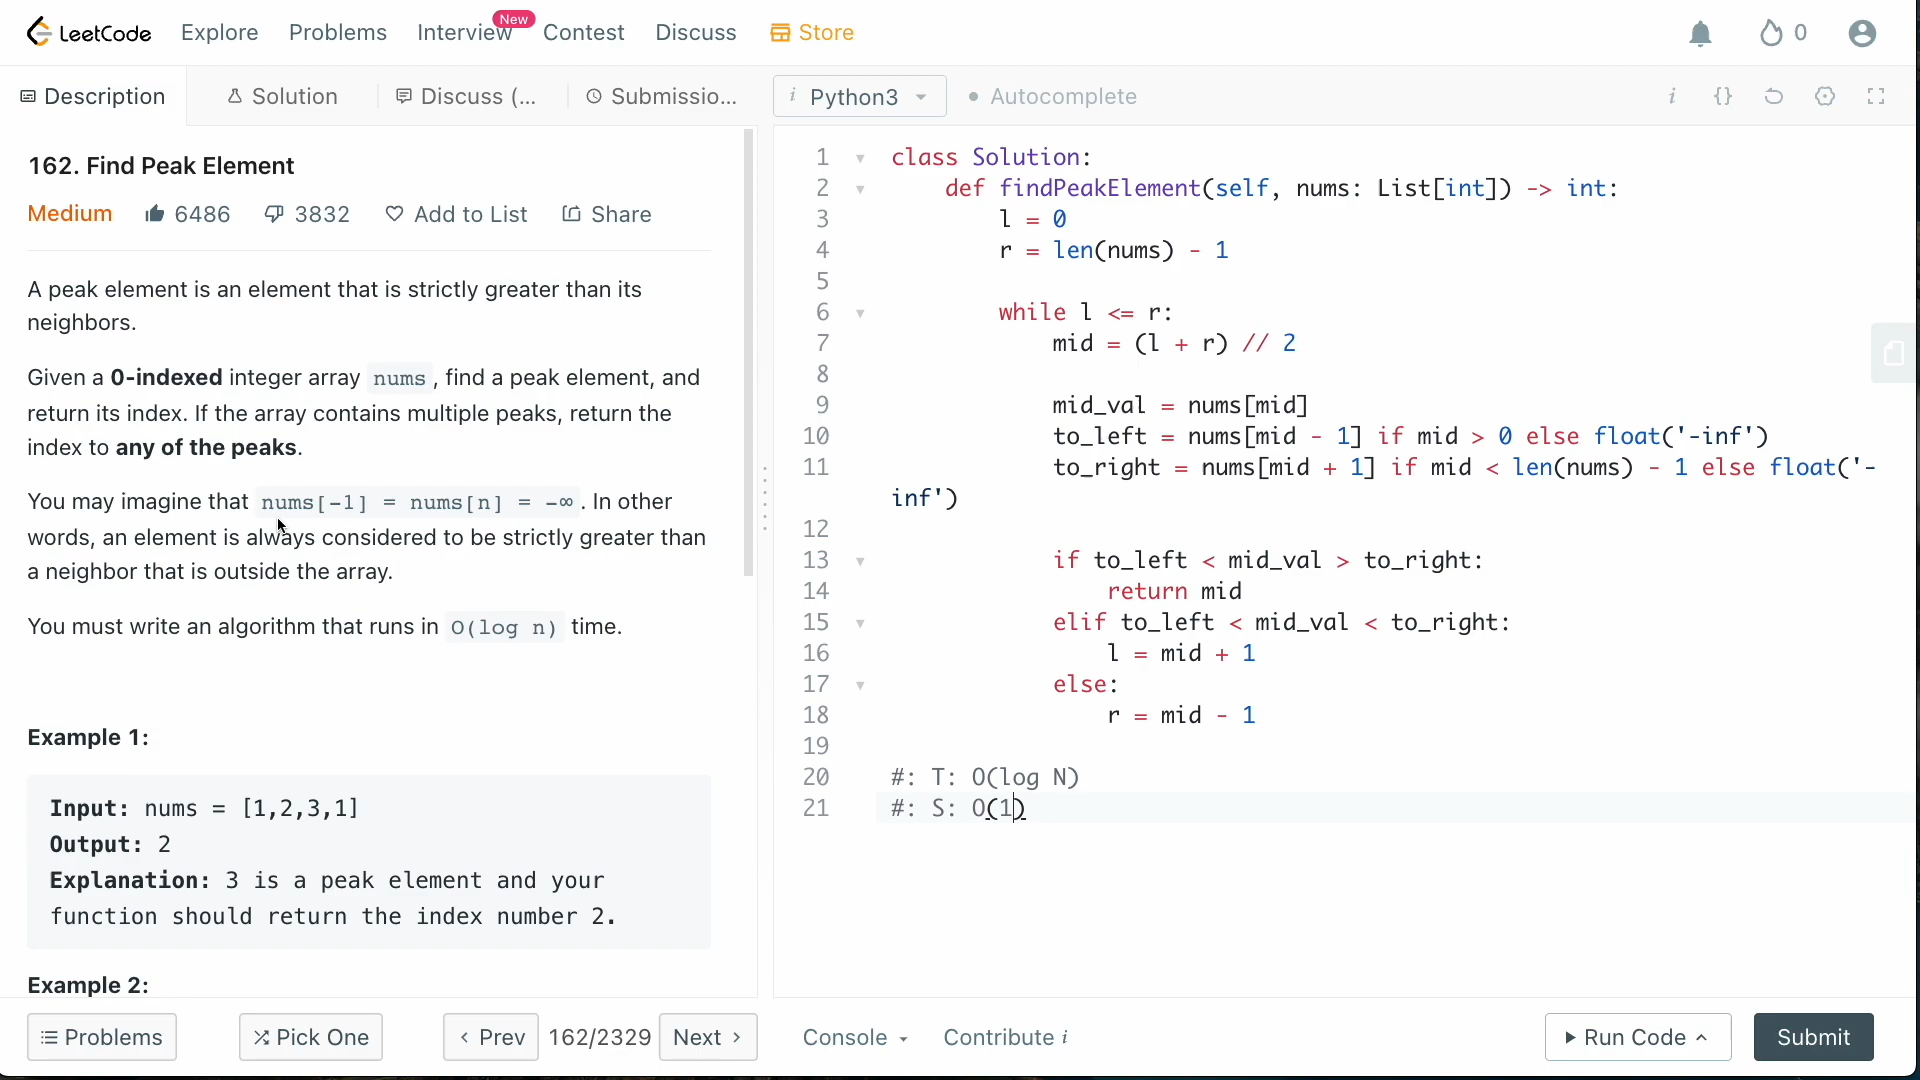 LeetCode Explore Problems Interview New Contest Discuss Store 0
Description Solution Discuss (... Submissio...
162. Find Peak Element
Medium 6486 3832 Add to List Share
A peak element is an element that is strictly greater than its
neighbors.
Given a 0-indexed integer array nums, find a peak element, and
return its index. If the array contains multiple peaks, return the
index to any of the peaks.
You may imagine that nums[-1] = nums[n] = -∞. In other
words, an element is always considered to be strictly greater than
a neighbor that is outside the array.
You must write an algorithm that runs in O(log n) time.
Example 1:
Input: nums = [1,2,3,1]
Output: 2
Explanation: 3 is a peak element and your
function should return the index number 2.
Example 2:
i Python3 Autocomplete i {}
1 class Solution:
2     def findPeakElement(self, nums: List[int]) -> int:
3         l = 0
4         r = len(nums) - 1
5
6         while l <= r:
7             mid = (l + r) // 2
8
9             mid_val = nums[mid]
10             to_left = nums[mid - 1] if mid > 0 else float('-inf')
11             to_right = nums[mid + 1] if mid < len(nums) - 1 else float('-
inf')
12
13             if to_left < mid_val > to_right:
14                 return mid
15             elif to_left < mid_val < to_right:
16                 l = mid + 1
17             else:
18                 r = mid - 1
19
20 #: T: O(log N)
21 #: S: O(1)
Problems Pick One Prev 162/2329 Next Console Contribute i Run Code Submit